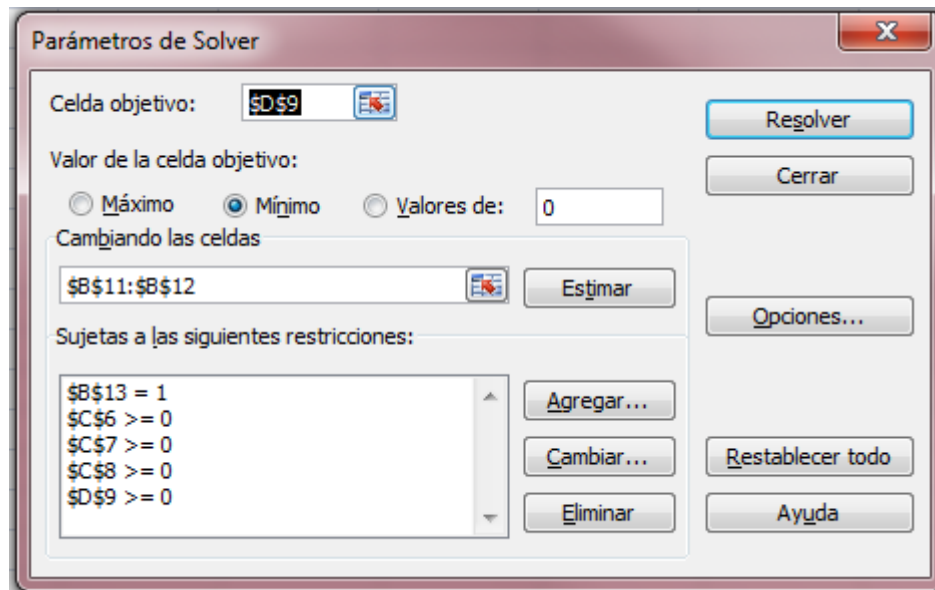 Parámetros de Solver
Celda objetivo: $D$9
Resolver
Valor de la celda objetivo:
Cerrar
Máximo Mínimo Valores de: 0
Cambiando las celdas
$B$11:$B$12 Estimar
Opciones...
Sujetas a las siguientes restricciones:
$B$13 = 1
$C$6 >= 0
$C$7 >= 0
$C$8 >= 0
$D$9 >= 0
Agregar...
Cambiar...
Eliminar
Restablecer todo
Ayuda